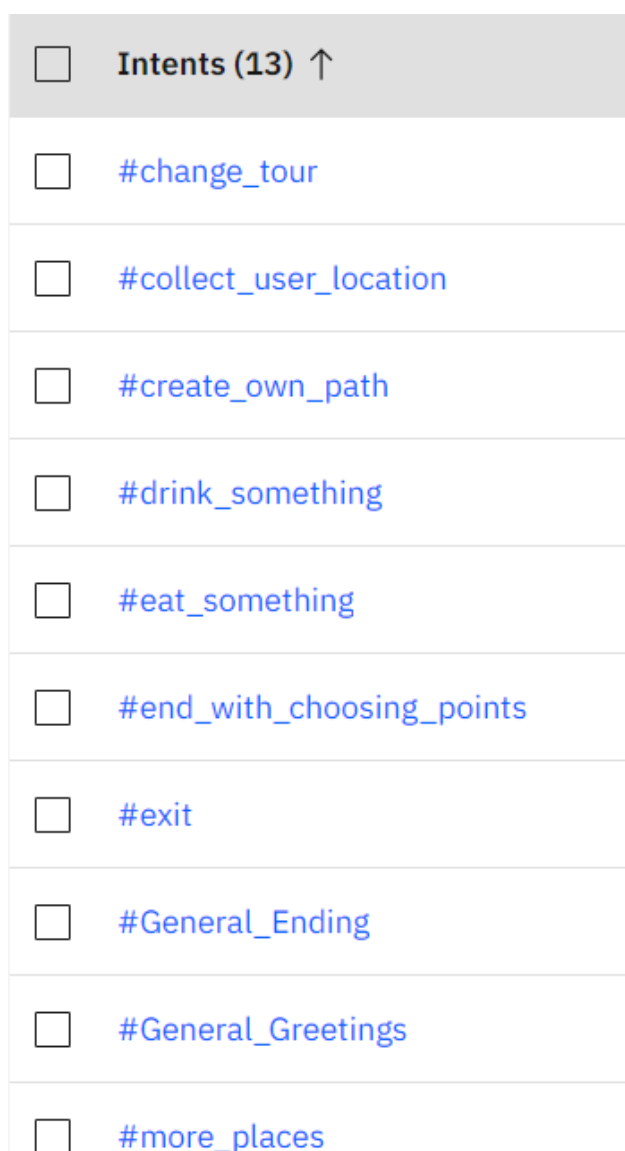 Intents (13) ↑
#change_tour
#collect_user_location
#create_own_path
#drink_something
#eat_something
#end_with_choosing_points
#exit
#General_Ending
#General_Greetings
#more_places